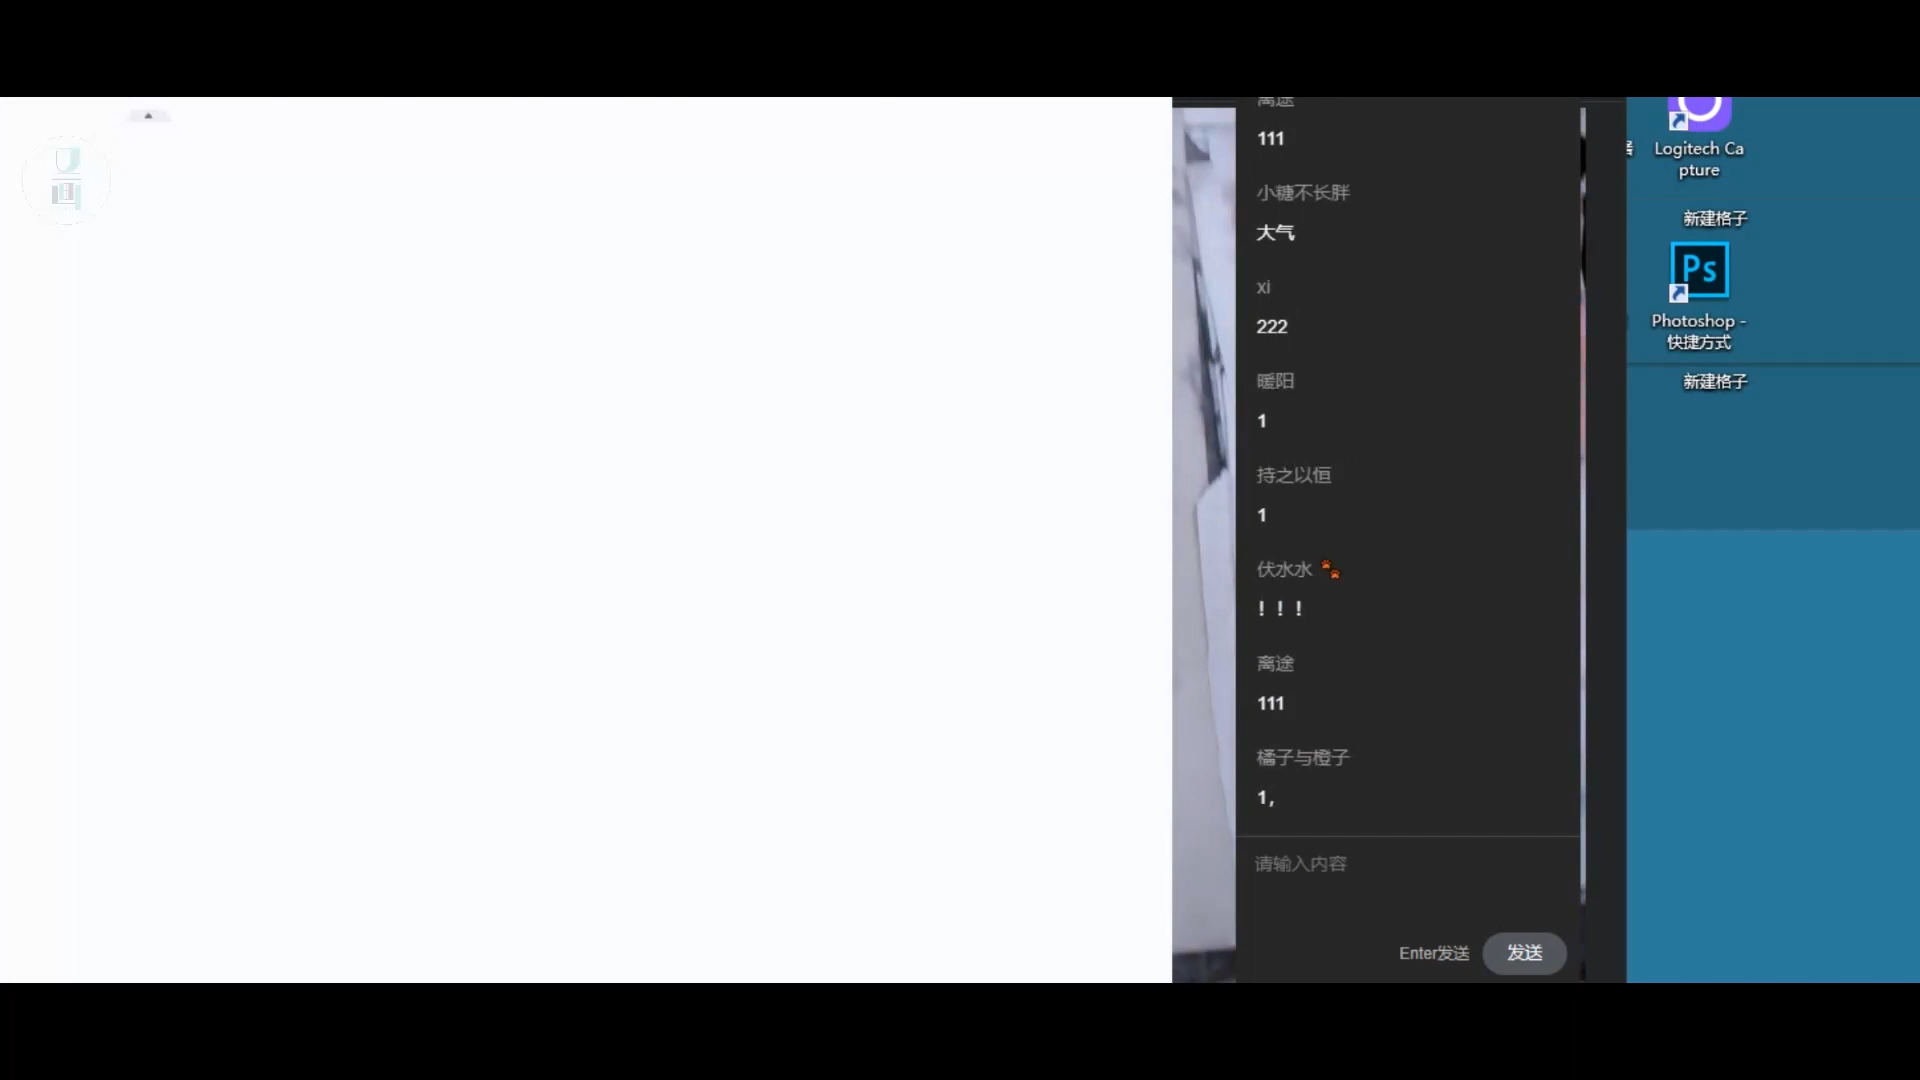 离途
111
小糖不长胖
大气
xi
222
暖阳
1
持之以恒
1
伏水水
！！！
离途
111
橘子与橙子
1，
请输入内容
Enter发送
发送
Logitech Ca
pture
新建格子
Ps
Photoshop -
快捷方式
新建格子